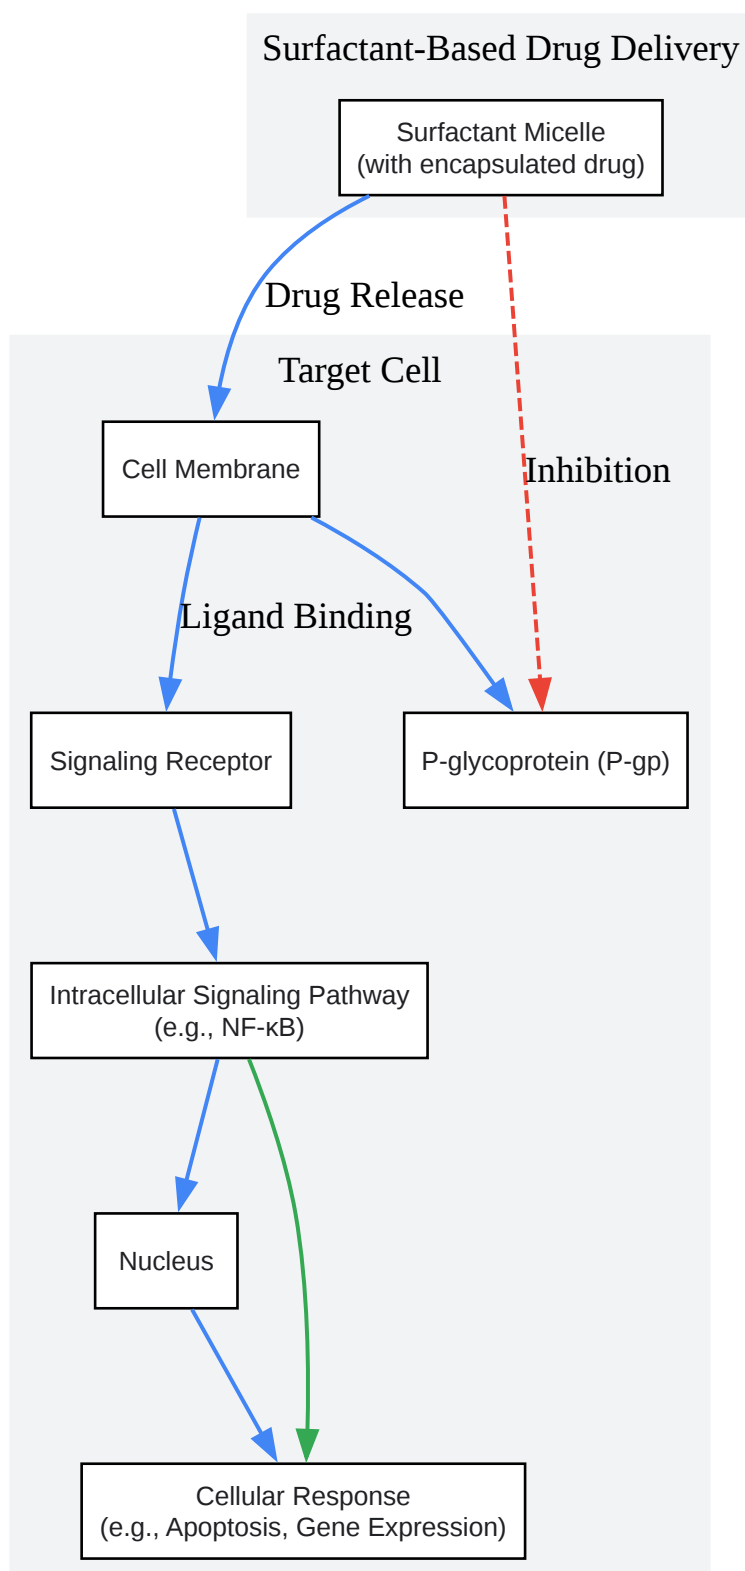 Surfactant-Based Drug Delivery
Surfactant Micelle
(with encapsulated drug)
Drug Release
Target Cell
Cell Membrane
Inhibition
Ligand Binding
Signaling Receptor
P-glycoprotein (P-gp)
Intracellular Signaling Pathway
(e.g., NF-κB)
Nucleus
Cellular Response
(e.g., Apoptosis, Gene Expression)